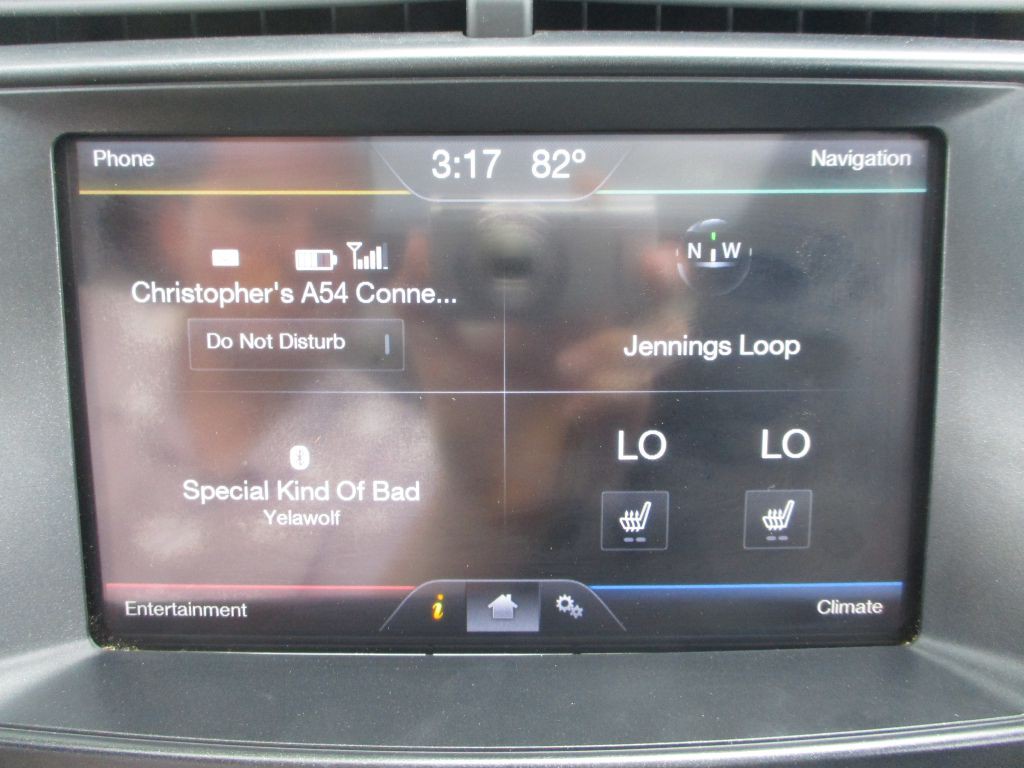 Phone
3:17 82°
Navigation
N W
Christopher's A54 Conne...
Do Not Disturb
Jennings Loop
LO LO
Special Kind Of Bad
Yelawolf
Entertainment
i
Climate